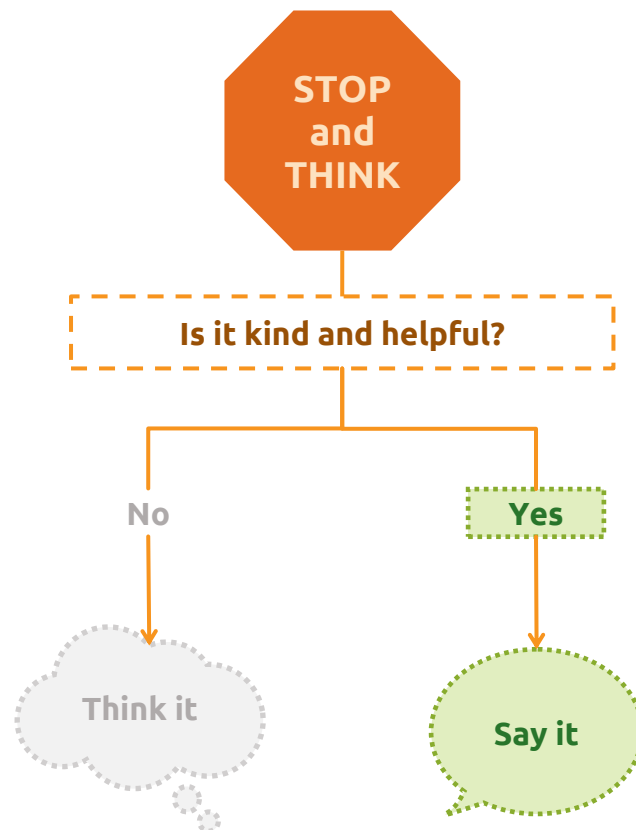 STOP
and
THINK
Is it kind and helpful?
No
Yes
Think it
Say it